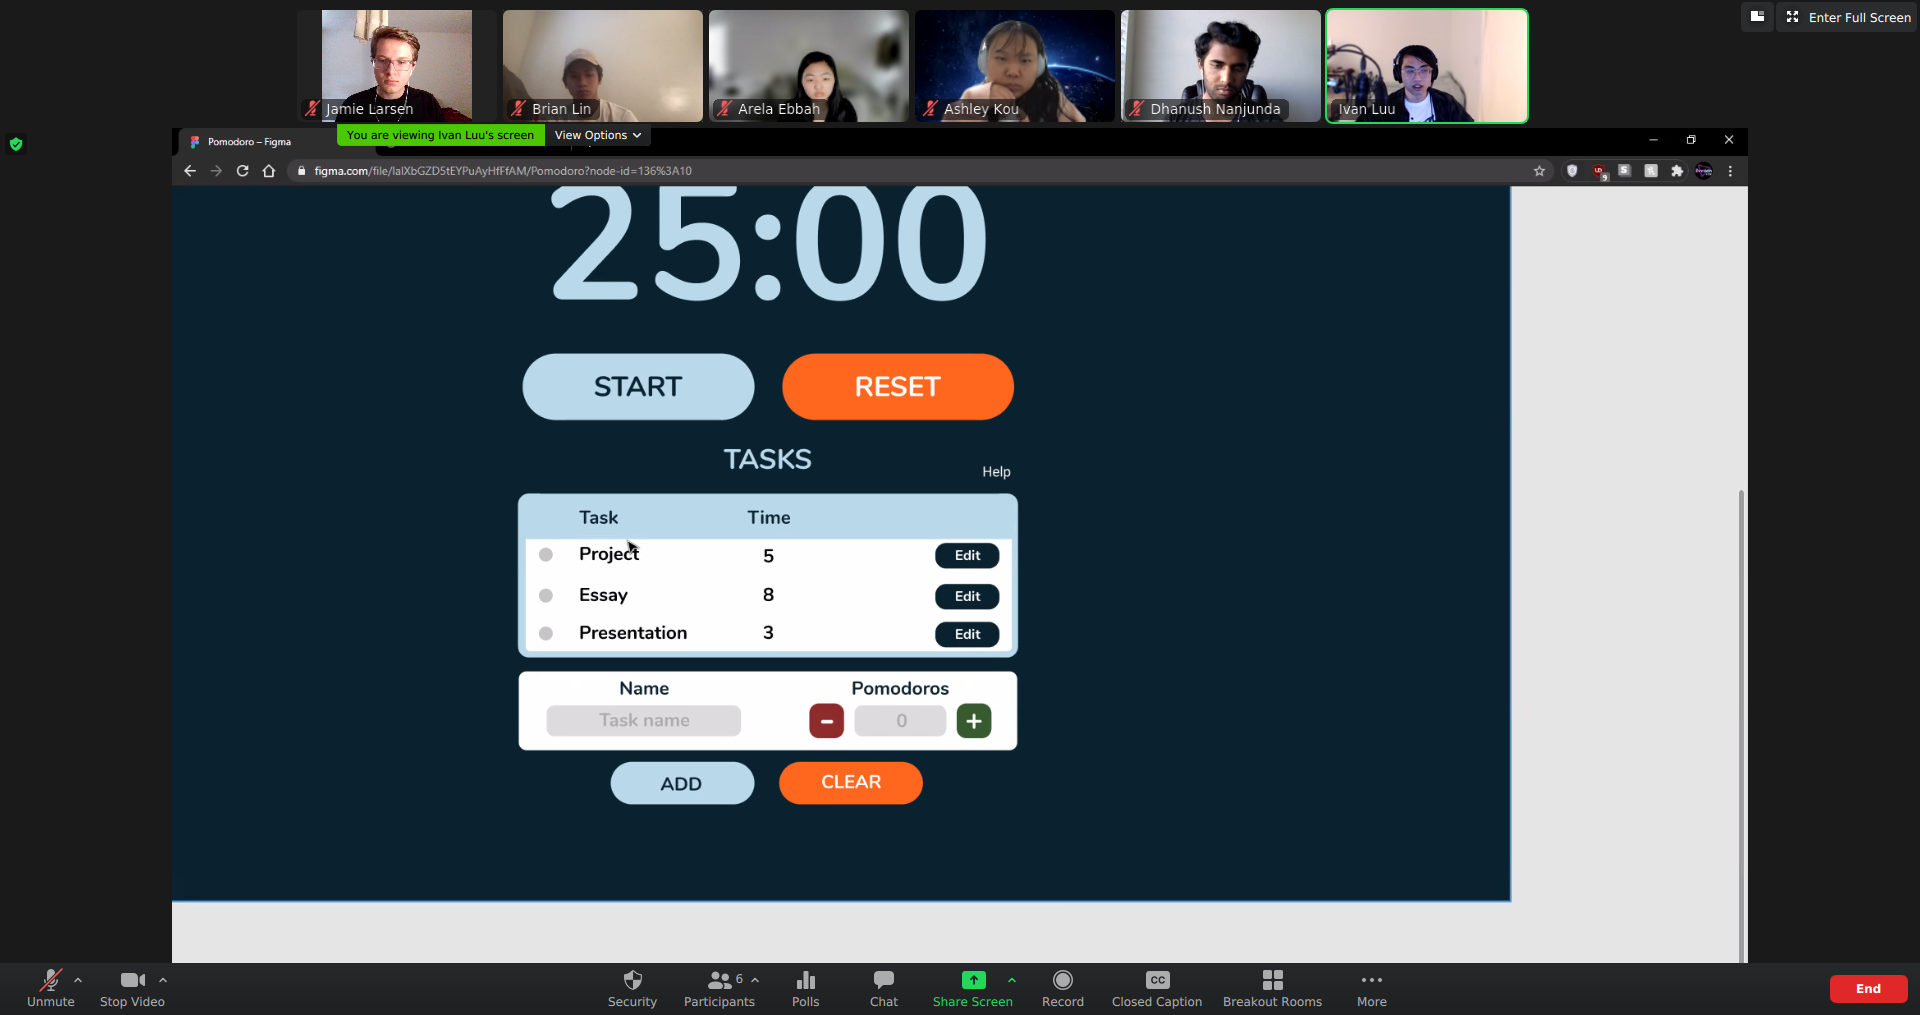 Enter Full Screen
Jamie Larsen
Brian Lin
Arela Ebbah
Ashley Kou
Dhanush Nanjunda
Ivan Luu
You are viewing Ivan Luu's screen
View Options
Pomodoro – Figma
figma.com/file/lalXbGZD5tEYPuAyHfFfAM/Pomodoro?node-id=136%3A10
25:00
START
RESET
TASKS
Help
Task
Time
Project
5
Edit
Essay
8
Edit
Presentation
3
Edit
Name
Pomodoros
Task name
0
ADD
CLEAR
Unmute
Stop Video
Security
6
Participants
Polls
Chat
Share Screen
Record
CC
Closed Caption
Breakout Rooms
More
End